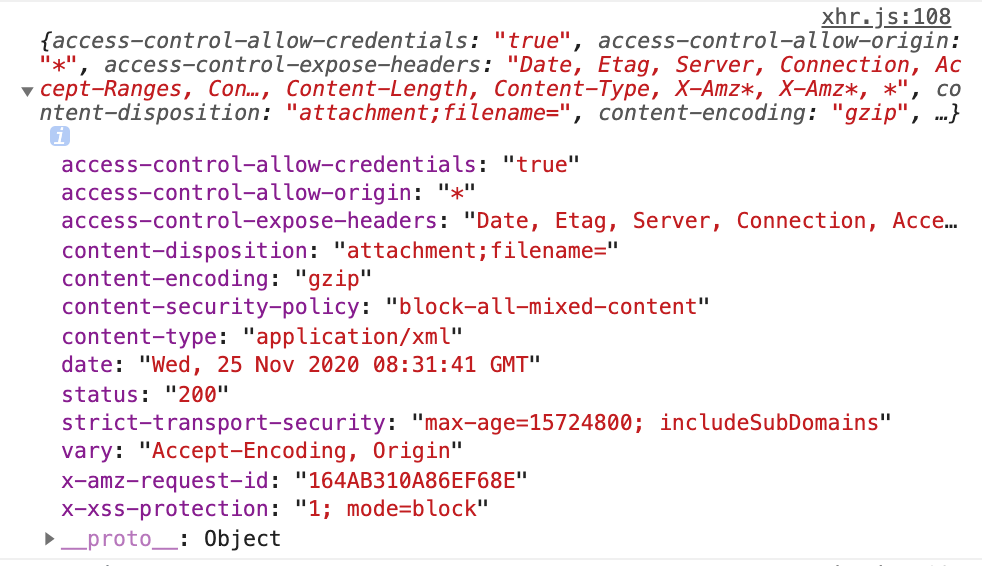 xhr.js:108
{access-control-allow-credentials: "true", access-control-allow-origin:
"*", access-control-expose-headers: "Date, Etag, Server, Connection, Ac
cept-Ranges, Con…, Content-Length, Content-Type, X-Amz*, X-Amz*, *", co
ntent-disposition: "attachment;filename=", content-encoding: "gzip", …}
i
access-control-allow-credentials: "true"
access-control-allow-origin: "*"
access-control-expose-headers: "Date, Etag, Server, Connection, Acce…
content-disposition: "attachment;filename="
content-encoding: "gzip"
content-security-policy: "block-all-mixed-content"
content-type: "application/xml"
date: "Wed, 25 Nov 2020 08:31:41 GMT"
status: "200"
strict-transport-security: "max-age=15724800; includeSubDomains"
vary: "Accept-Encoding, Origin"
x-amz-request-id: "164AB310A86EF68E"
x-xss-protection: "1; mode=block"
__proto__: Object